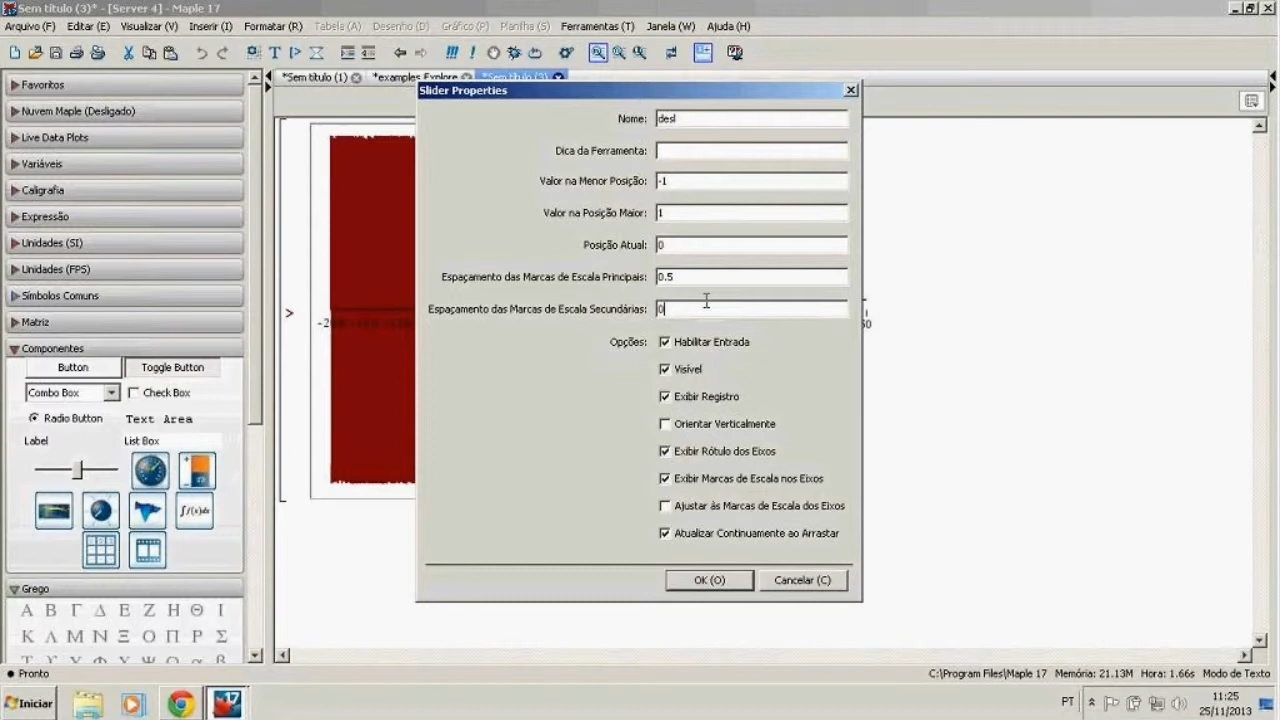 Sem título (3)* - [Server 4] - Maple 17
Arquivo (F) Editar (E) Visualizar (V) Inserir (I) Formatar (R) Tabela (A) Desenho (D) Gráfico (P) Planilha (S) Ferramentas (T) Janela (W) Ajuda (H)
*Sem título (1) *examples Explore *Sem título (3)
Favoritos
Nuvem Maple (Desligado)
Live Data Plots
Variáveis
Caligrafia
Expressão
Unidades (SI)
Unidades (FPS)
Símbolos Comuns
Matriz
Componentes
Button Toggle Button
Combo Box Check Box
Radio Button Text Area
Label List Box
∫f(x)dx
Grego
Α Β Γ Δ Ε Ζ Η Θ Ι
Κ Λ Μ Ν Ξ Ο Π Ρ Σ
Τ Υ Φ Χ Ψ Ω α β
>
Slider Properties
Nome: desl
Dica da Ferramenta:
Valor na Menor Posição: -1
Valor na Posição Maior: 1
Posição Atual: 0
Espaçamento das Marcas de Escala Principais: 0.5
Espaçamento das Marcas de Escala Secundárias: 0
Opções: Habilitar Entrada
Visível
Exibir Registro
Orientar Verticalmente
Exibir Rótulo dos Eixos
Exibir Marcas de Escala nos Eixos
Ajustar às Marcas de Escala dos Eixos
Atualizar Continuamente ao Arrastar
OK (O) Cancelar (C)
Pronto
C:\Program Files\Maple 17 Memória: 21.13M Hora: 1.66s Modo de Texto
Iniciar
17
PT
11:25
25/11/2013